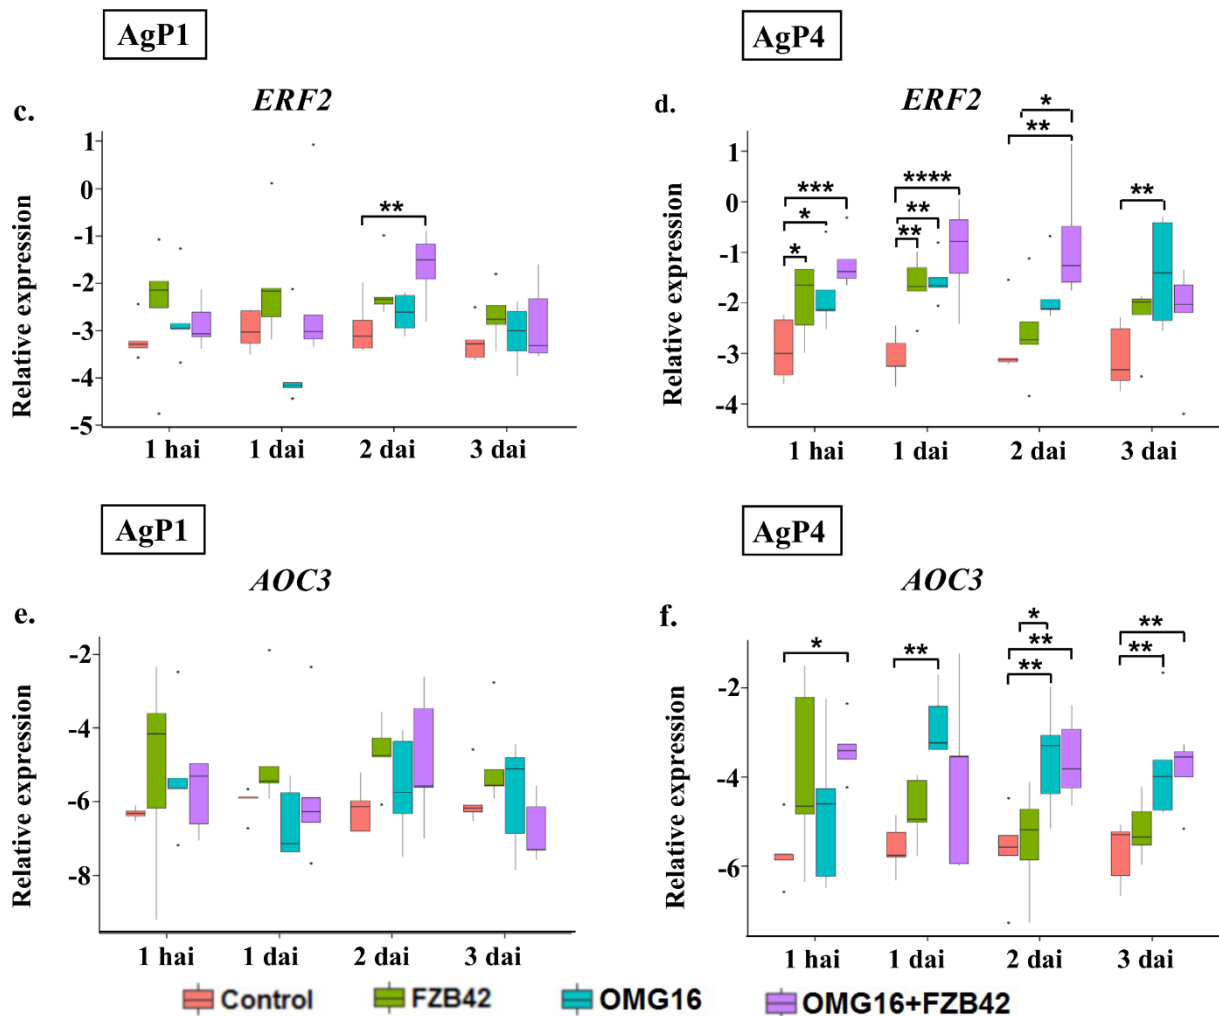 AgP1
AgP4
c.
ERF2
d.
ERF2
Relative expression
1
0
-1
-2
-3
-4
-5
**
1 hai 1 dai 2 dai 3 dai
Relative expression
1
0
-1
-2
-3
-4
*
*
***
**
**
****
**
*
**
1 hai 1 dai 2 dai 3 dai
AgP1
AgP4
e.
AOC3
f.
AOC3
Relative expression
-2
-4
-6
-8
1 hai 1 dai 2 dai 3 dai
Relative expression
-2
-4
-6
*
**
*
**
**
**
**
1 hai 1 dai 2 dai 3 dai
Control FZB42 OMG16 OMG16+FZB42